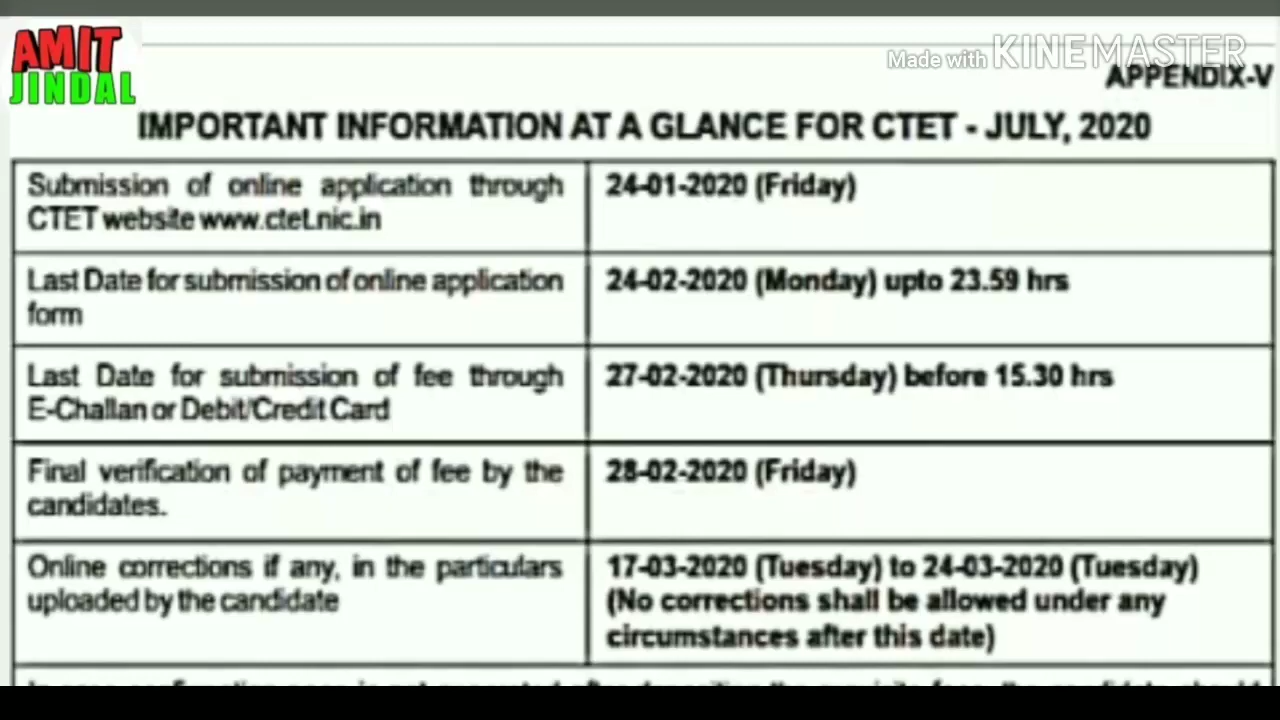 AMIT
JINDAL
Made with KINEMASTER
APPENDIX-V
IMPORTANT INFORMATION AT A GLANCE FOR CTET - JULY, 2020
Submission of online application through
CTET website www.ctet.nic.in
24-01-2020 (Friday)
Last Date for submission of online application
form
24-02-2020 (Monday) upto 23.59 hrs
Last Date for submission of fee through
E-Challan or Debit/Credit Card
27-02-2020 (Thursday) before 15.30 hrs
Final verification of payment of fee by the
candidates.
28-02-2020 (Friday)
Online corrections if any, in the particulars
uploaded by the candidate
17-03-2020 (Tuesday) to 24-03-2020 (Tuesday)
(No corrections shall be allowed under any
circumstances after this date)